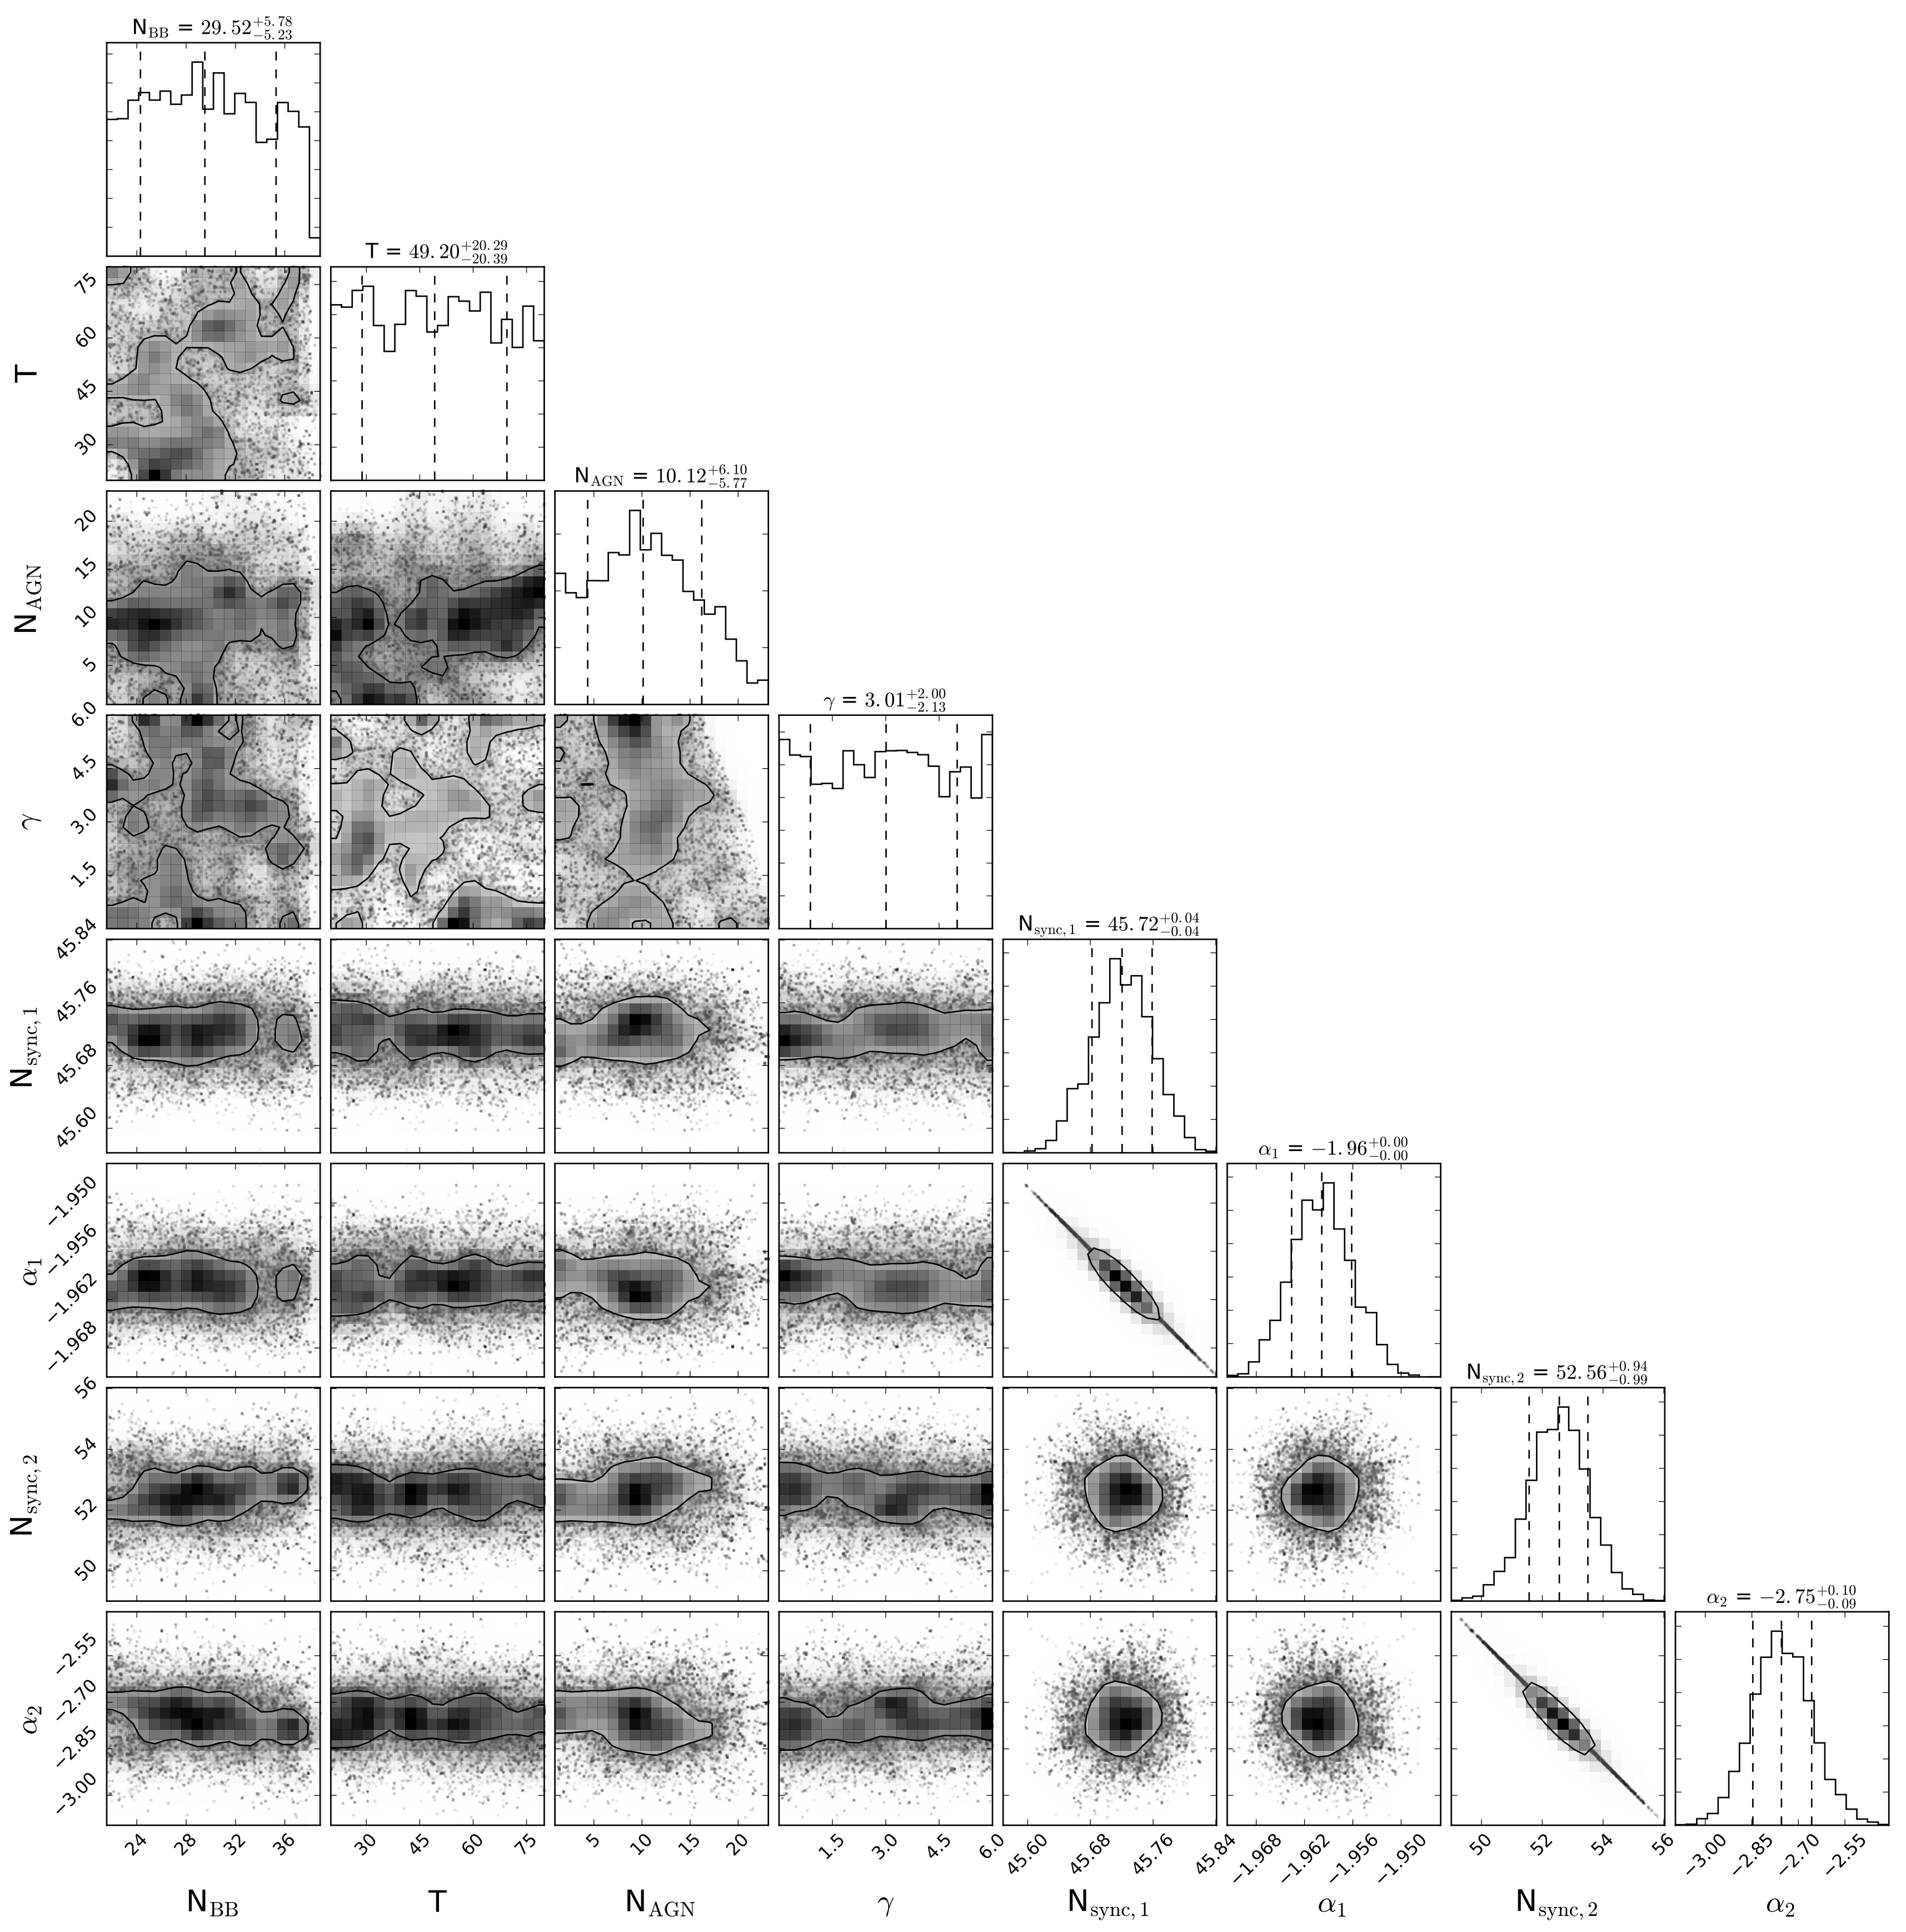 N_BB = 29.52^{+5.78}_{−5.23}
T = 49.20^{+20.29}_{−20.39}
75
60
45
30
T
N_AGN = 10.12^{+6.10}_{−5.77}
20
15
10
5
N_AGN
γ = 3.01^{+2.00}_{−2.13}
6.0
4.5
3.0
1.5
γ
N_sync,1 = 45.72^{+0.04}_{−0.04}
45.84
45.76
45.68
45.60
N_sync,1
α_1 = −1.96^{+0.00}_{−0.00}
−1.950
−1.956
−1.962
−1.968
α_1
N_sync,2 = 52.56^{+0.94}_{−0.99}
56
54
52
50
N_sync,2
α_2 = −2.75^{+0.10}_{−0.09}
−2.55
−2.70
−2.85
−3.00
α_2
24 28 32 36 30 45 60 75 5 10 15 20 1.5 3.0 4.5 6.0 45.60 45.68 45.76 45.84 −1.968 −1.962 −1.956 −1.950 50 52 54 56 −3.00 −2.85 −2.70 −2.55
N_BB T N_AGN γ N_sync,1 α_1 N_sync,2 α_2